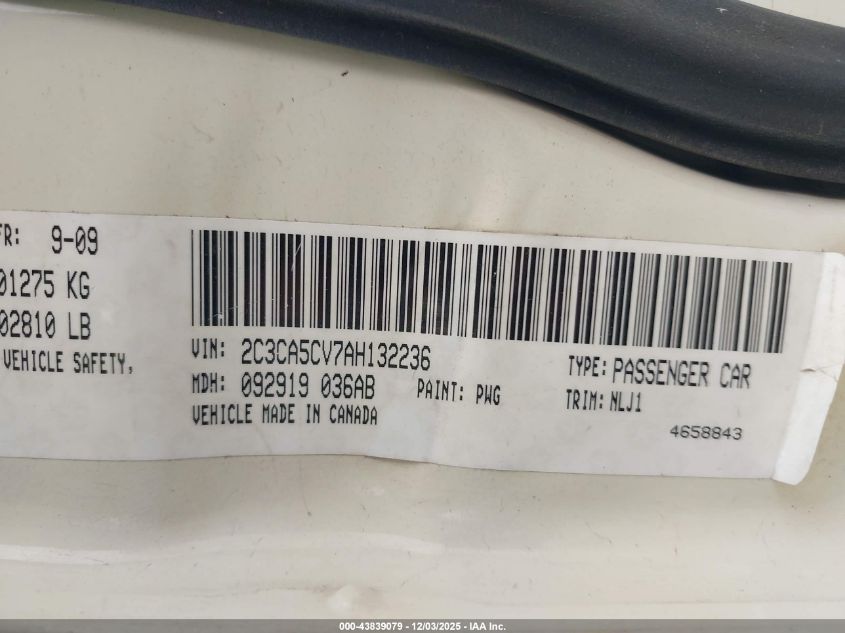 FR: 9-09
01275 KG
02810 LB
VEHICLE SAFETY,
VIN: 2C3CA5CV7AH132236
TYPE: PASSENGER CAR
MDH: 092919 036AB PAINT: PWG
TRIM: NLJ1
VEHICLE MADE IN CANADA
4658843
000-43839079 - 12/03/2025 - IAA Inc.